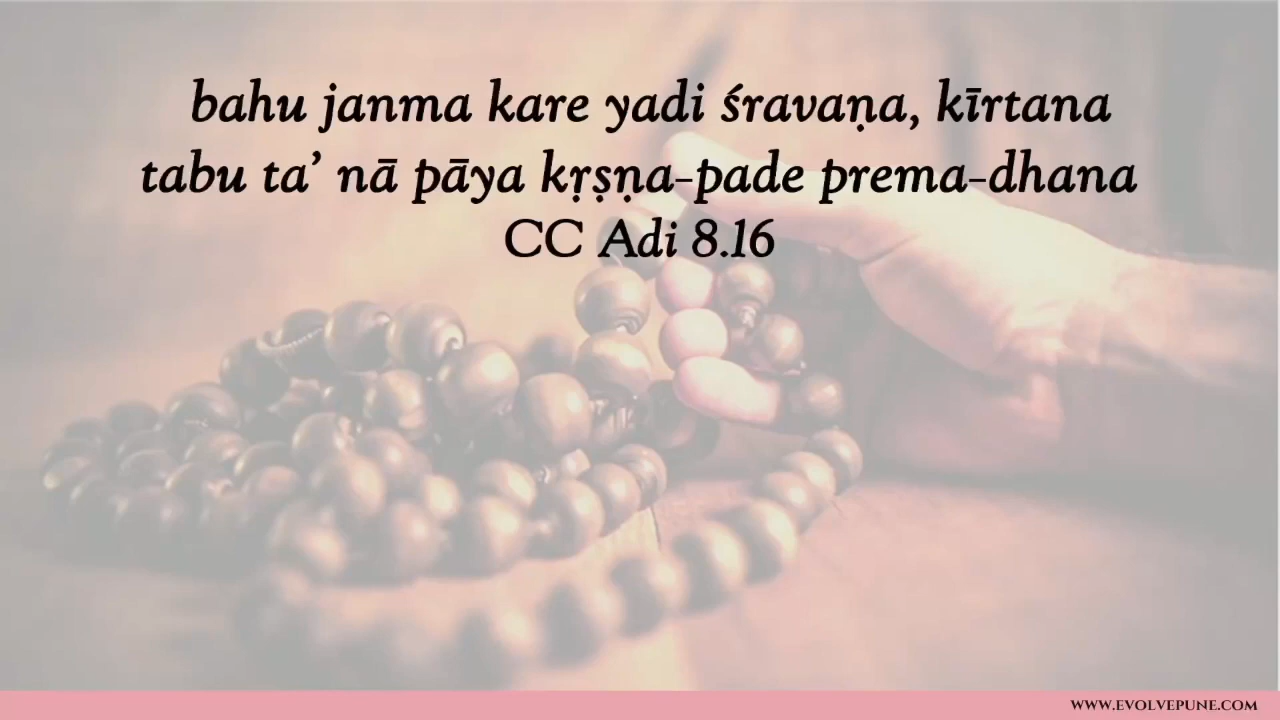 bahu janma kare yadi śravaṇa, kīrtana
tabu ta’ nā pāya kṛṣṇa-pade prema-dhana
CC Adi 8.16
WWW.EVOLVEPUNE.COM